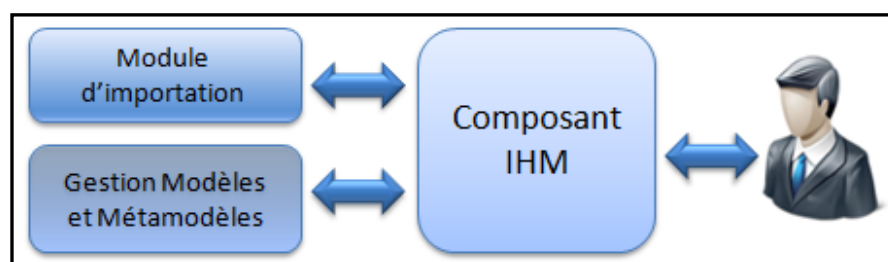 Module
d'importation
Gestion Modèles
et Métamodèles
Composant
IHM